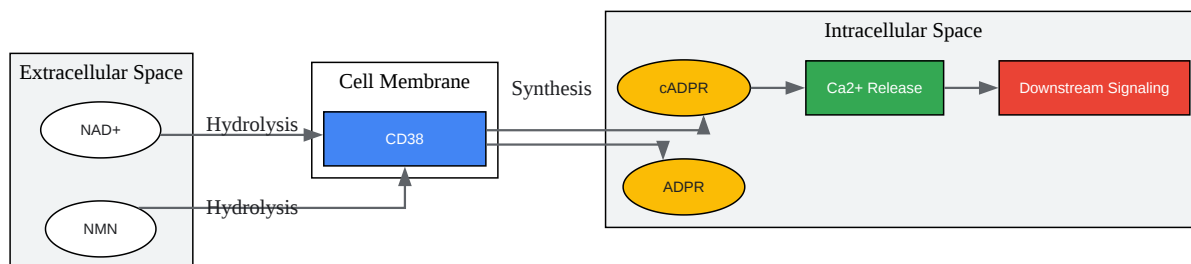 Extracellular Space
NAD+
NMN
Hydrolysis
Hydrolysis
Cell Membrane
CD38
Synthesis
Intracellular Space
cADPR
Ca2+ Release
Downstream Signaling
ADPR